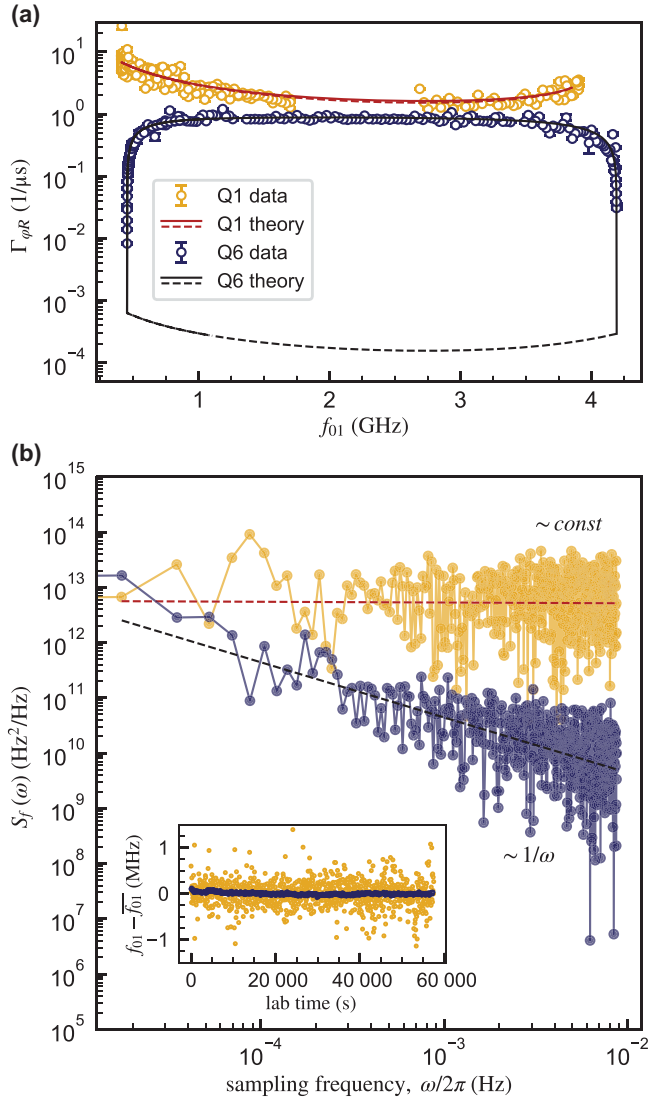 (a)
10¹
10⁰
10⁻¹
10⁻²
10⁻³
10⁻⁴
Γ_φR (1/μs)
Q1 data
Q1 theory
Q6 data
Q6 theory
1 2 3 4
f₀₁ (GHz)
(b)
10¹⁵
10¹⁴
10¹³
10¹²
10¹¹
10¹⁰
10⁹
10⁸
10⁷
10⁶
10⁵
S_f(ω) (Hz²/Hz)
~ const
~ 1/ω
1
0
−1
f₀₁ − f̅₀₁ (MHz)
0 20 000 40 000 60 000
lab time (s)
10⁻⁴ 10⁻³ 10⁻²
sampling frequency, ω/2π (Hz)